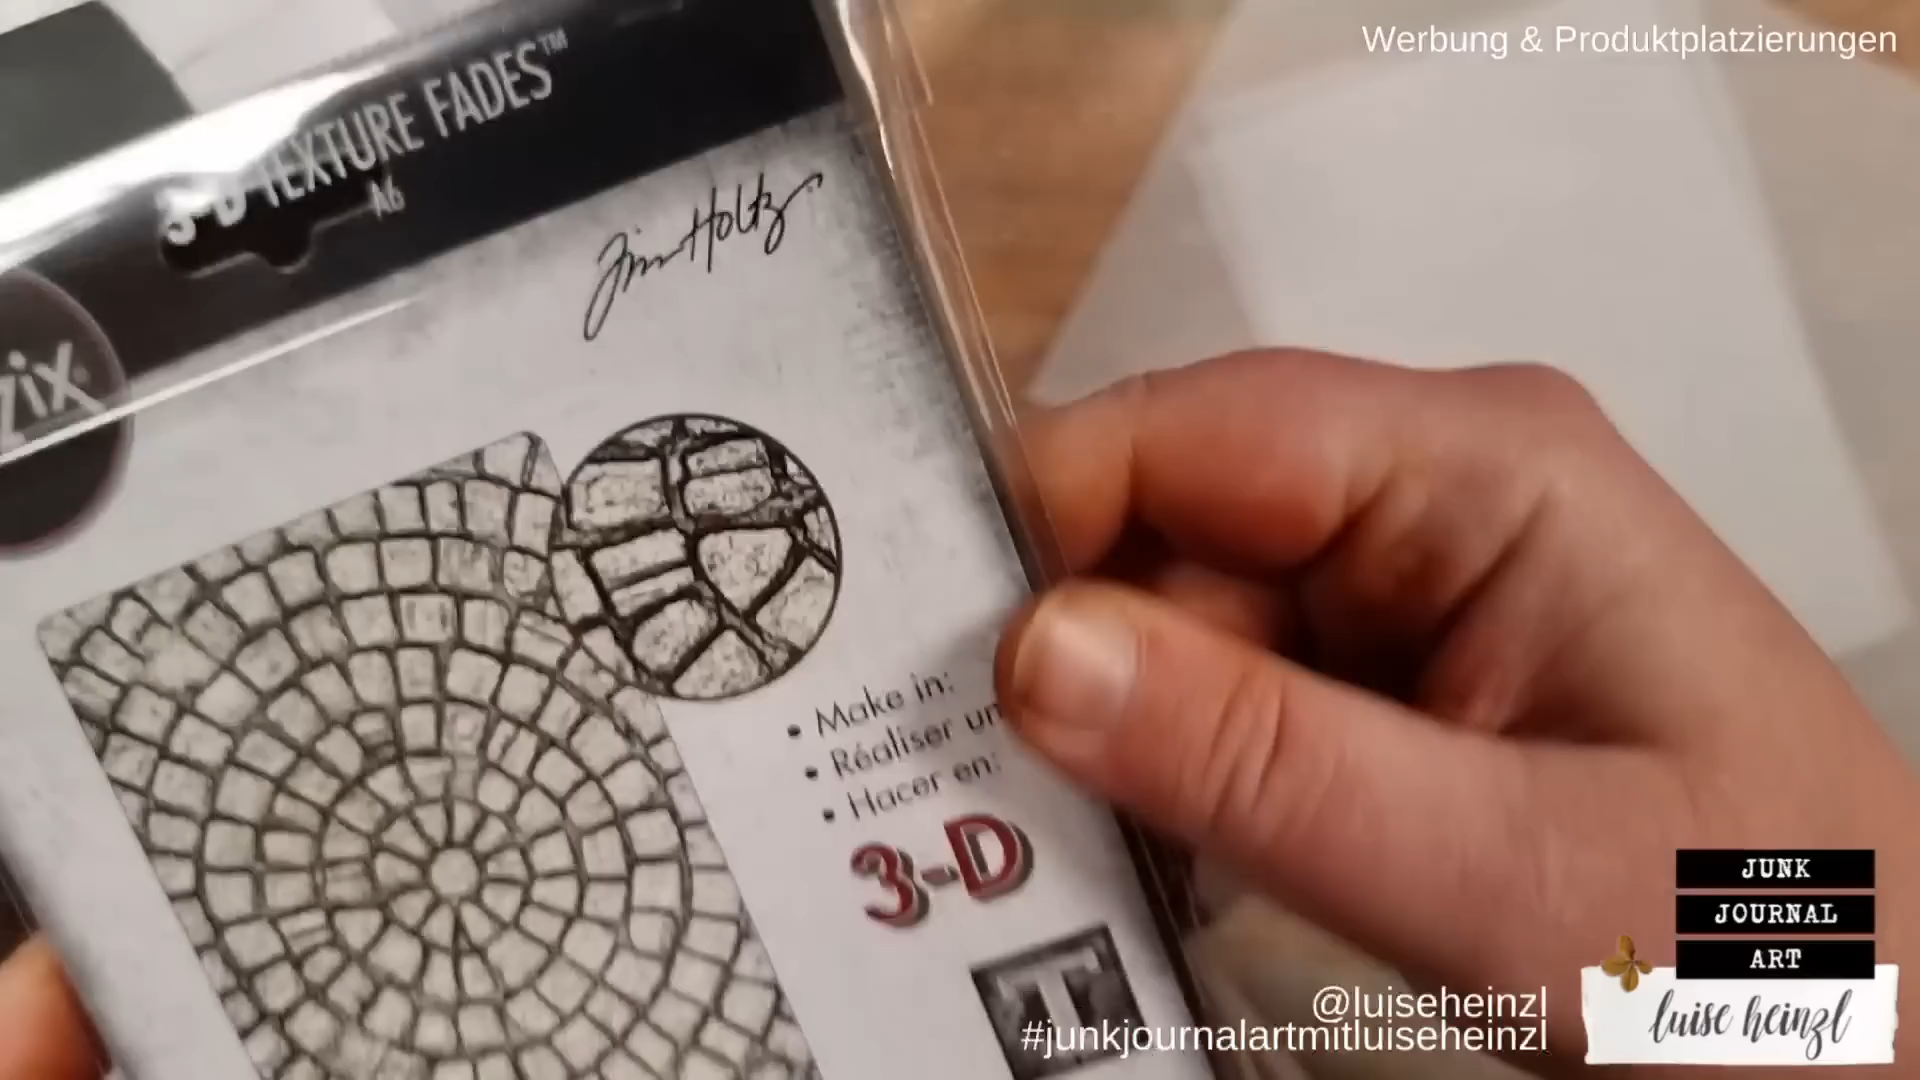 Werbung & Produktplatzierungen
3-D TEXTURE FADES™
A6
Tim Holtz
zix
• Make in:
• Réaliser un
• Hacer en:
3-D
T
JUNK
JOURNAL
ART
luise heinzl
@luiseheinzl
#junkjournalartmitluiseheinzl